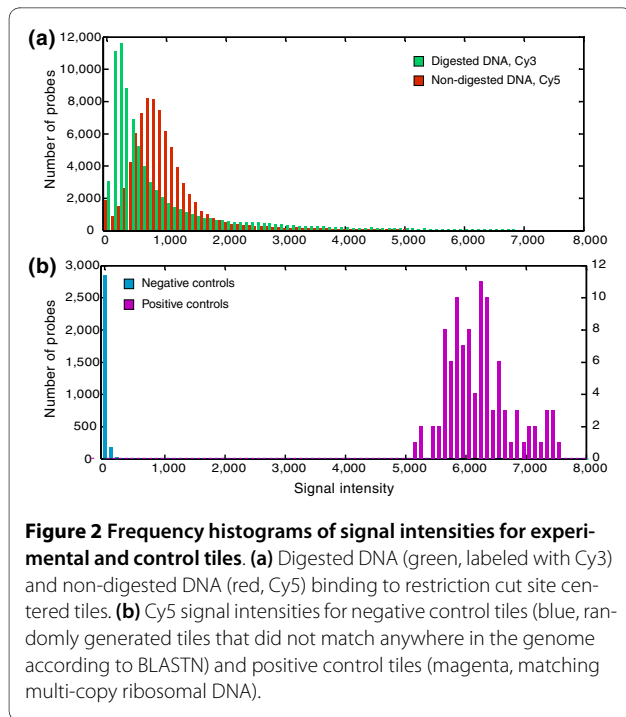 (a)
12,000
10,000
8,000
6,000
4,000
2,000
0
Number of probes
Digested DNA, Cy3
Non-digested DNA, Cy5
0 1,000 2,000 3,000 4,000 5,000 6,000 7,000 8,000
(b)
3,000
2,500
2,000
1,500
1,000
500
0
Number of probes
Negative controls
Positive controls
12
10
8
6
4
2
0
0 1,000 2,000 3,000 4,000 5,000 6,000 7,000 8,000
Signal intensity
Figure 2 Frequency histograms of signal intensities for experi-
mental and control tiles. (a) Digested DNA (green, labeled with Cy3)
and non-digested DNA (red, Cy5) binding to restriction cut site cen-
tered tiles. (b) Cy5 signal intensities for negative control tiles (blue, ran-
domly generated tiles that did not match anywhere in the genome
according to BLASTN) and positive control tiles (magenta, matching
multi-copy ribosomal DNA).